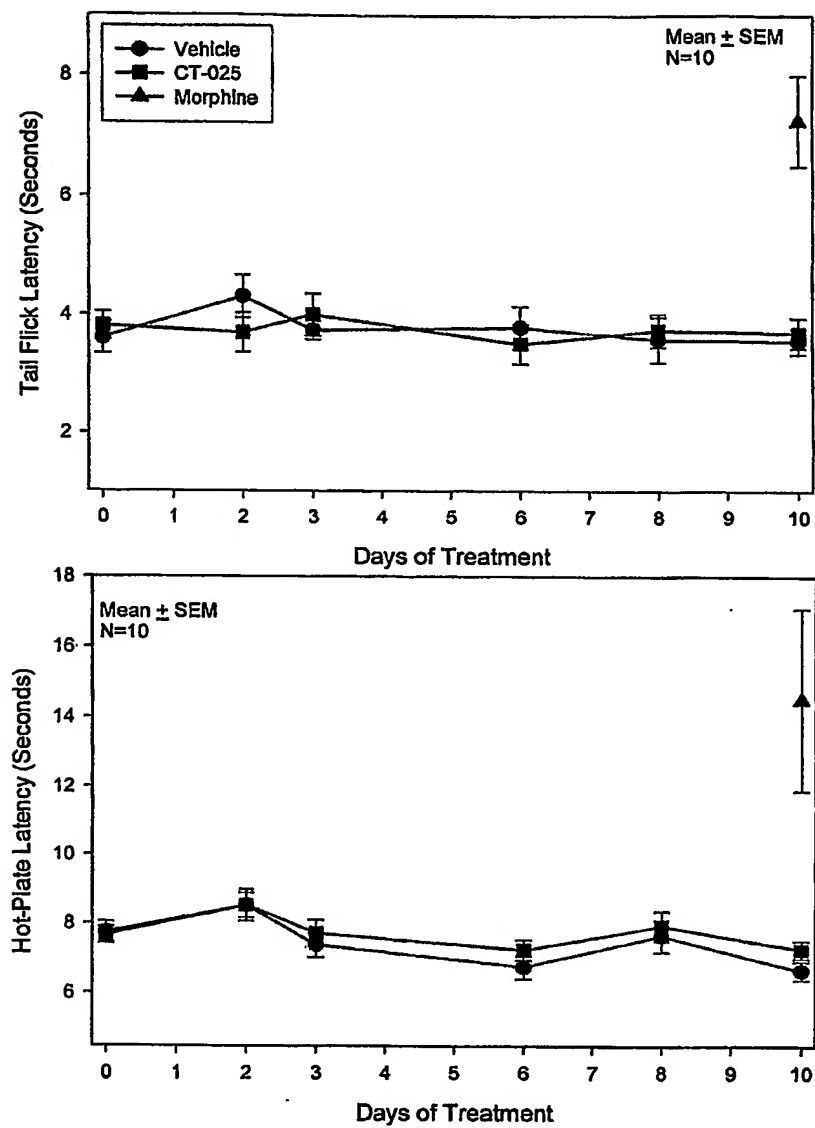 Vehicle
CT-025
Morphine
Mean ± SEM
N=10
Tail Flick Latency (Seconds)
8
6
4
2
0 1 2 3 4 5 6 7 8 9 10
Days of Treatment
Mean ± SEM
N=10
Hot-Plate Latency (Seconds)
18
16
14
12
10
8
6
0 1 2 3 4 5 6 7 8 9 10
Days of Treatment